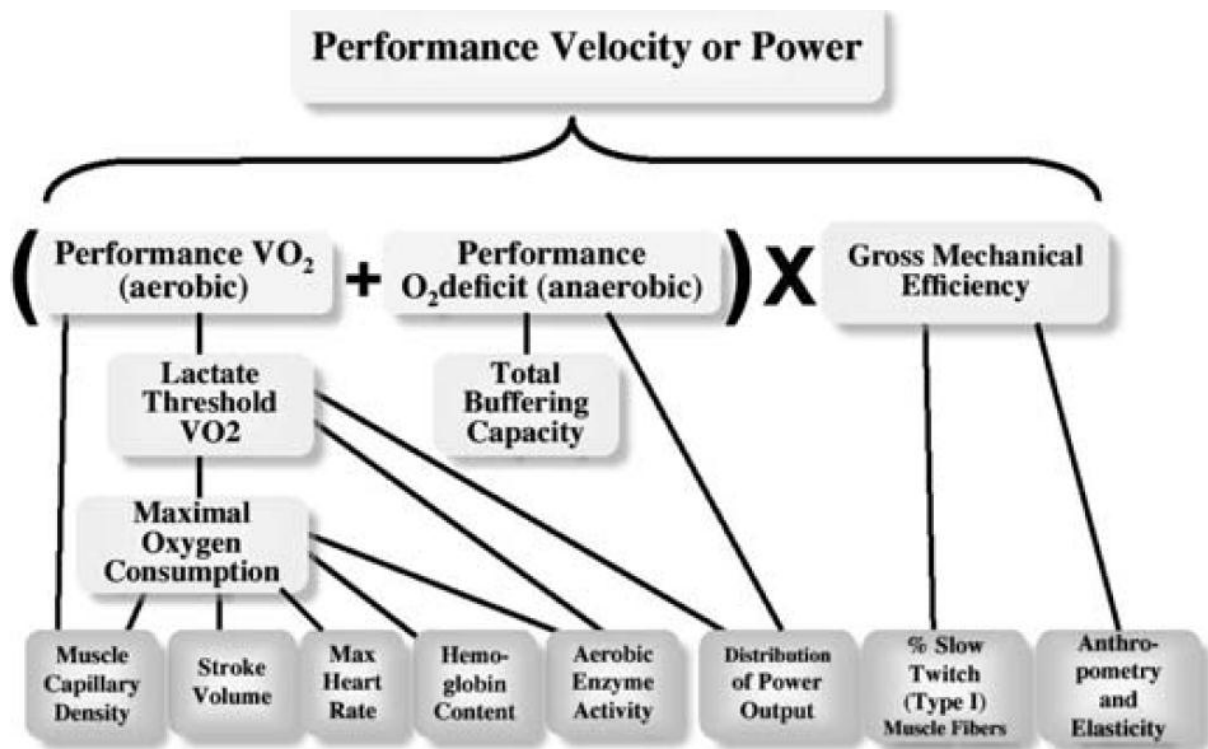 Performance Velocity or Power
(
Performance VO₂
(aerobic)
+
Performance
O₂deficit (anaerobic)
)
X
Gross Mechanical
Efficiency
Lactate
Threshold
VO2
Total
Buffering
Capacity
Maximal
Oxygen
Consumption
Muscle
Capillary
Density
Stroke
Volume
Max
Heart
Rate
Hemo-
globin
Content
Aerobic
Enzyme
Activity
Distribution
of Power
Output
% Slow
Twitch
(Type I)
Muscle Fibers
Anthro-
pometry
and
Elasticity